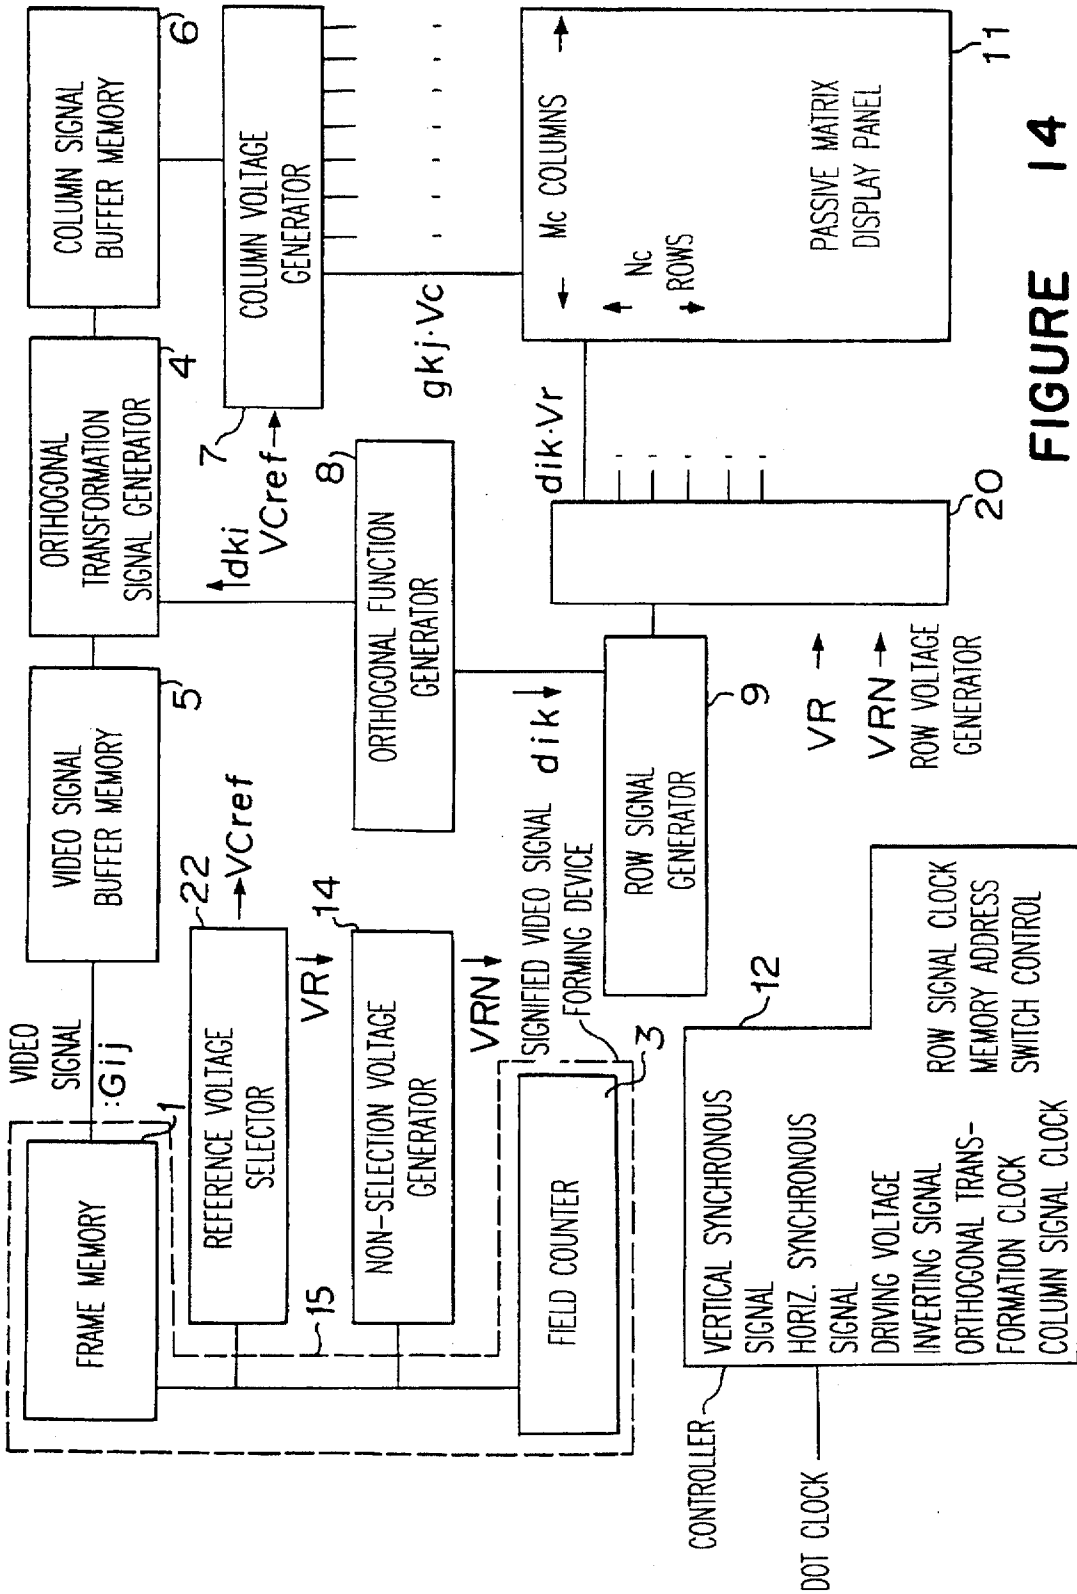 VIDEO
SIGNAL
:Gij
1
FRAME MEMORY
5
VIDEO SIGNAL
BUFFER MEMORY
4
ORTHOGONAL
TRANSFORMATION
SIGNAL GENERATOR
6
COLUMN SIGNAL
BUFFER MEMORY
22
REFERENCE VOLTAGE
SELECTOR
VCref
VR
14
NON-SELECTION VOLTAGE
GENERATOR
VRN
15
dki
VCref
7
COLUMN VOLTAGE
GENERATOR
8
ORTHOGONAL FUNCTION
GENERATOR
gkj·Vc
SIGNIFIED VIDEO SIGNAL
FORMING DEVICE
3
FIELD COUNTER
dik
dik·Vr
Mc COLUMNS
Nc
ROWS
PASSIVE MATRIX
DISPLAY PANEL
11
ROW SIGNAL
GENERATOR
9
20
VR
VRN
ROW VOLTAGE
GENERATOR
12
CONTROLLER
DOT CLOCK
VERTICAL SYNCHRONOUS
SIGNAL
HORIZ. SYNCHRONOUS
SIGNAL
DRIVING VOLTAGE
INVERTING SIGNAL
ORTHOGONAL TRANS-
FORMATION CLOCK
COLUMN SIGNAL CLOCK
ROW SIGNAL CLOCK
MEMORY ADDRESS
SWITCH CONTROL
FIGURE 14